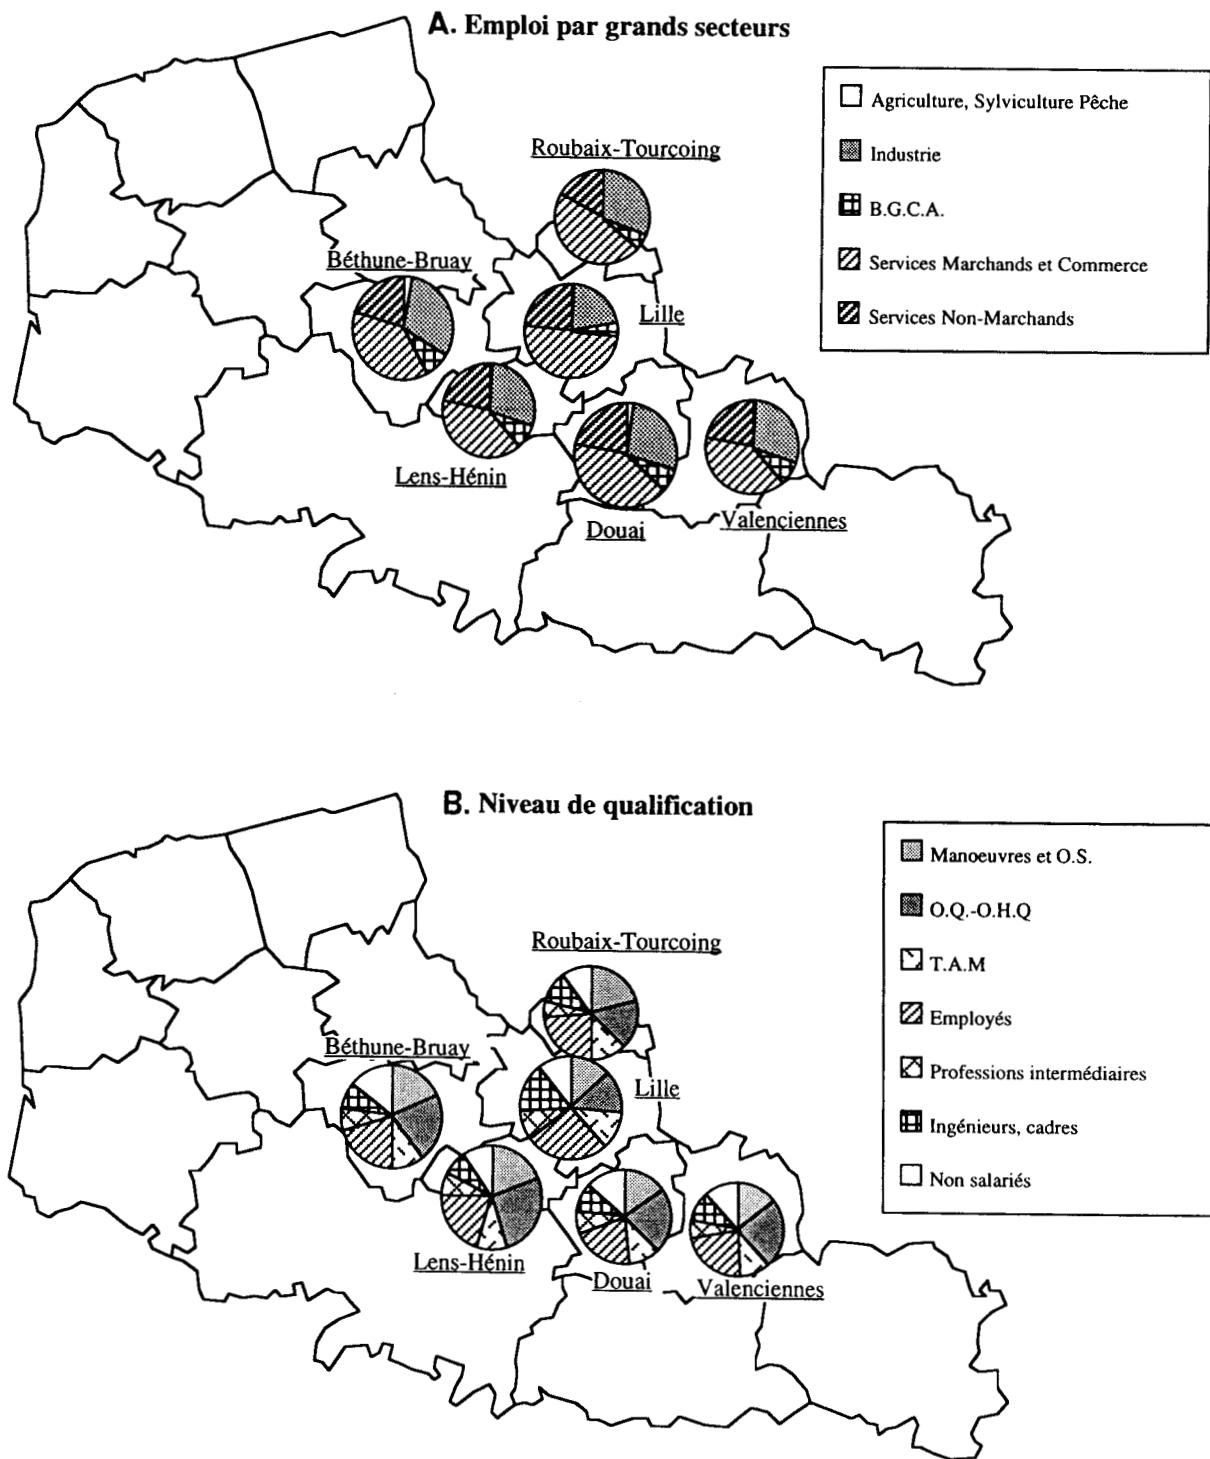 A. Emploi par grands secteurs
Agriculture, Sylviculture Pêche
Industrie
B.G.C.A.
Services Marchands et Commerce
Services Non-Marchands
Roubaix-Tourcoing
Béthune-Bruay
Lille
Lens-Hénin
Douai
Valenciennes
B. Niveau de qualification
Manoeuvres et O.S.
O.Q.-O.H.Q
T.A.M
Employés
Professions intermédiaires
Ingénieurs, cadres
Non salariés
Roubaix-Tourcoing
Béthune-Bruay
Lille
Lens-Hénin
Douai
Valenciennes